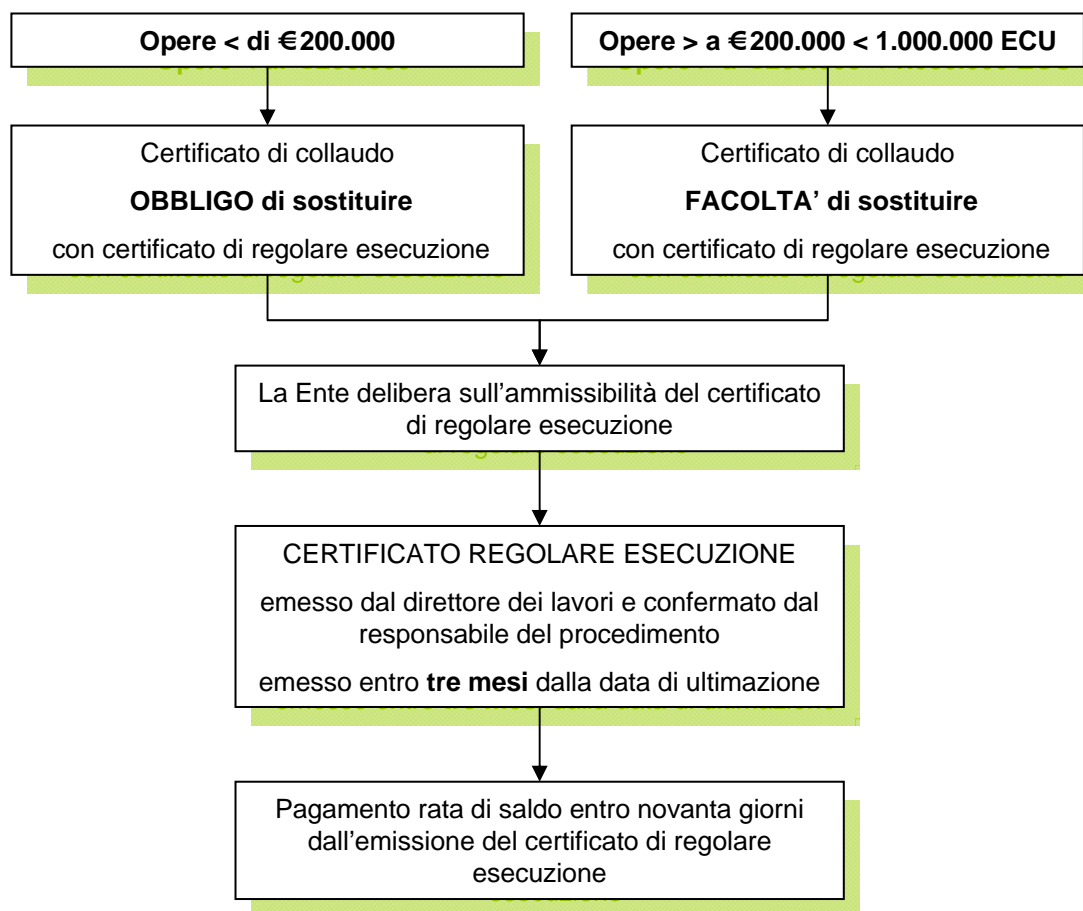 Opere < di €200.000
Opere > a €200.000 < 1.000.000 ECU
Certificato di collaudo
OBBLIGO di sostituire
con certificato di regolare esecuzione
Certificato di collaudo
FACOLTA' di sostituire
con certificato di regolare esecuzione
La Ente delibera sull'ammissibilità del certificato
di regolare esecuzione
CERTIFICATO REGOLARE ESECUZIONE
emesso dal direttore dei lavori e confermato dal
responsabile del procedimento
emesso entro tre mesi dalla data di ultimazione
Pagamento rata di saldo entro novanta giorni
dall'emissione del certificato di regolare
esecuzione